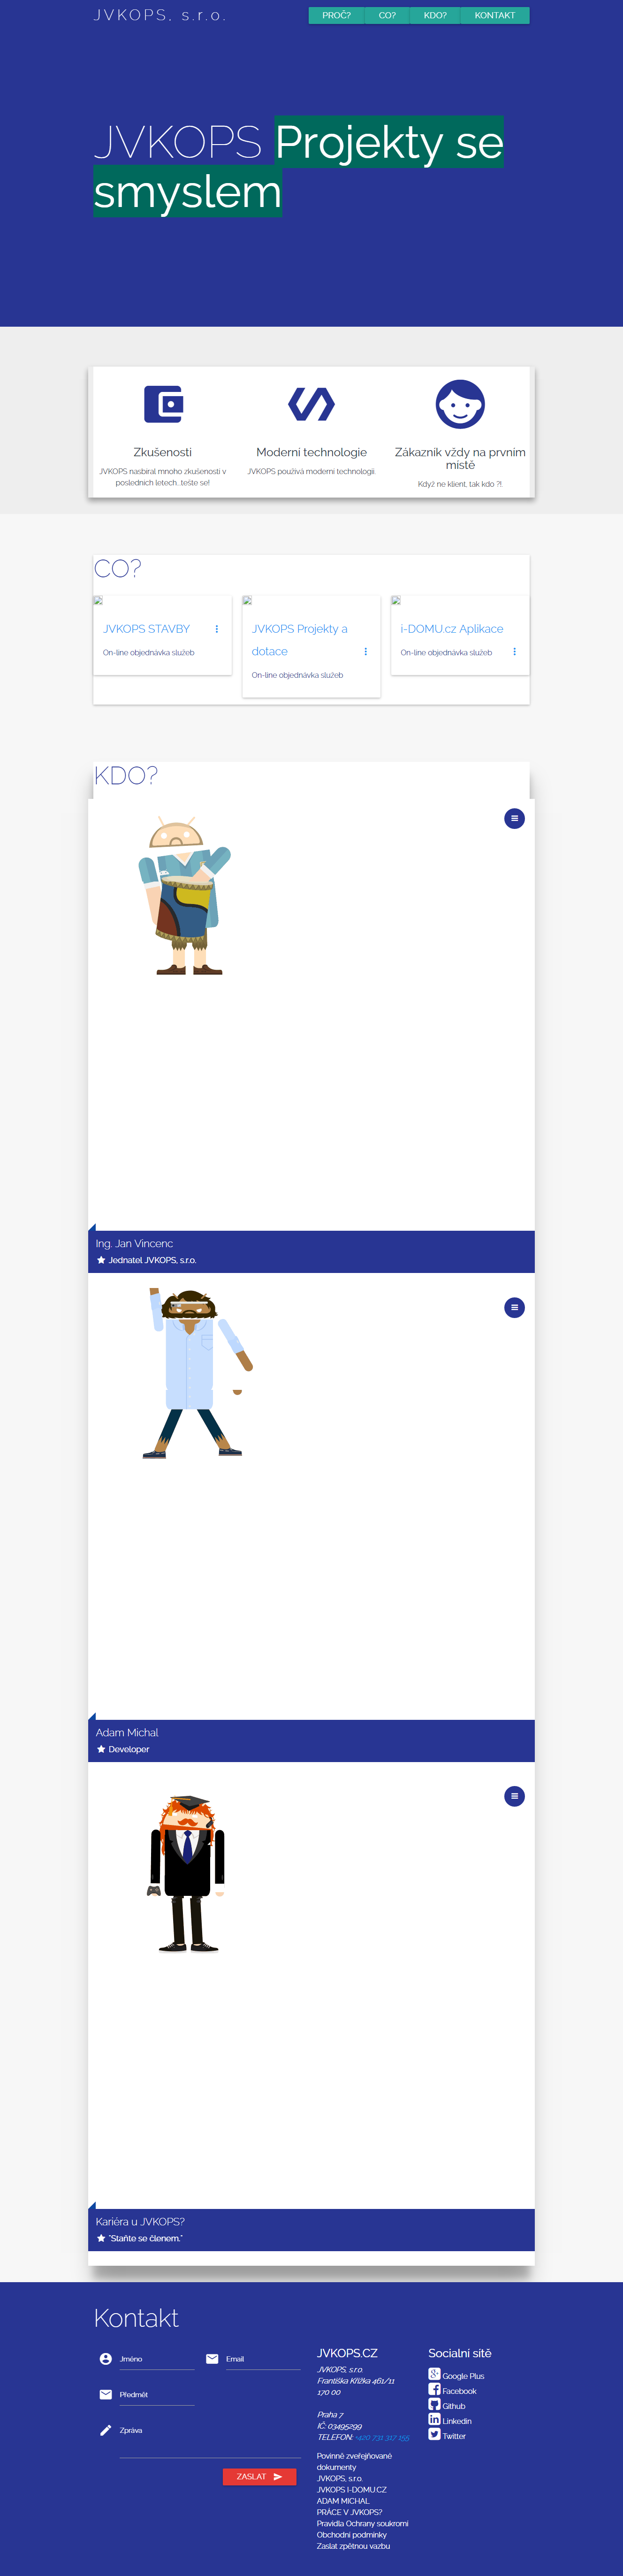 JVKOPS, s.r.o.
PROČ?
CO?
KDO?
KONTAKT
JVKOPS Projekty se
smyslem
Zkušenosti
JVKOPS nasbíral mnoho zkušeností v
posledních letech...tešte se!
Moderní technologie
JVKOPS používá moderní technologií.
Zákazník vždy na prvním
místě
Když ne klient, tak kdo ?!
CO?
JVKOPS STAVBY
On-line objednávka služeb
JVKOPS Projekty a
dotace
On-line objednávka služeb
i-DOMU.cz Aplikace
On-line objednávka služeb
KDO?
Ing. Jan Vincenc
Jednatel JVKOPS, s.r.o.
Adam Michal
Developer
Kariéra u JVKOPS?
"Staňte se členem."
Kontakt
Jméno
Email
Předmět
Zpráva
ZASLAT
JVKOPS.CZ
JVKOPS, s.r.o.
Františka Křížka 461/11
170 00
Praha 7
IČ: 03495299
TELEFON: +420 731 317 155
Povinně zveřejňované
dokumenty
JVKOPS, s.r.o.
JVKOPS I-DOMU.CZ
ADAM MICHAL
PRÁCE V JVKOPS?
Pravidla Ochrany soukromí
Obchodní podmínky
Zaslat zpětnou vazbu
Socialní sítě
Google Plus
Facebook
Github
Linkedin
Twitter